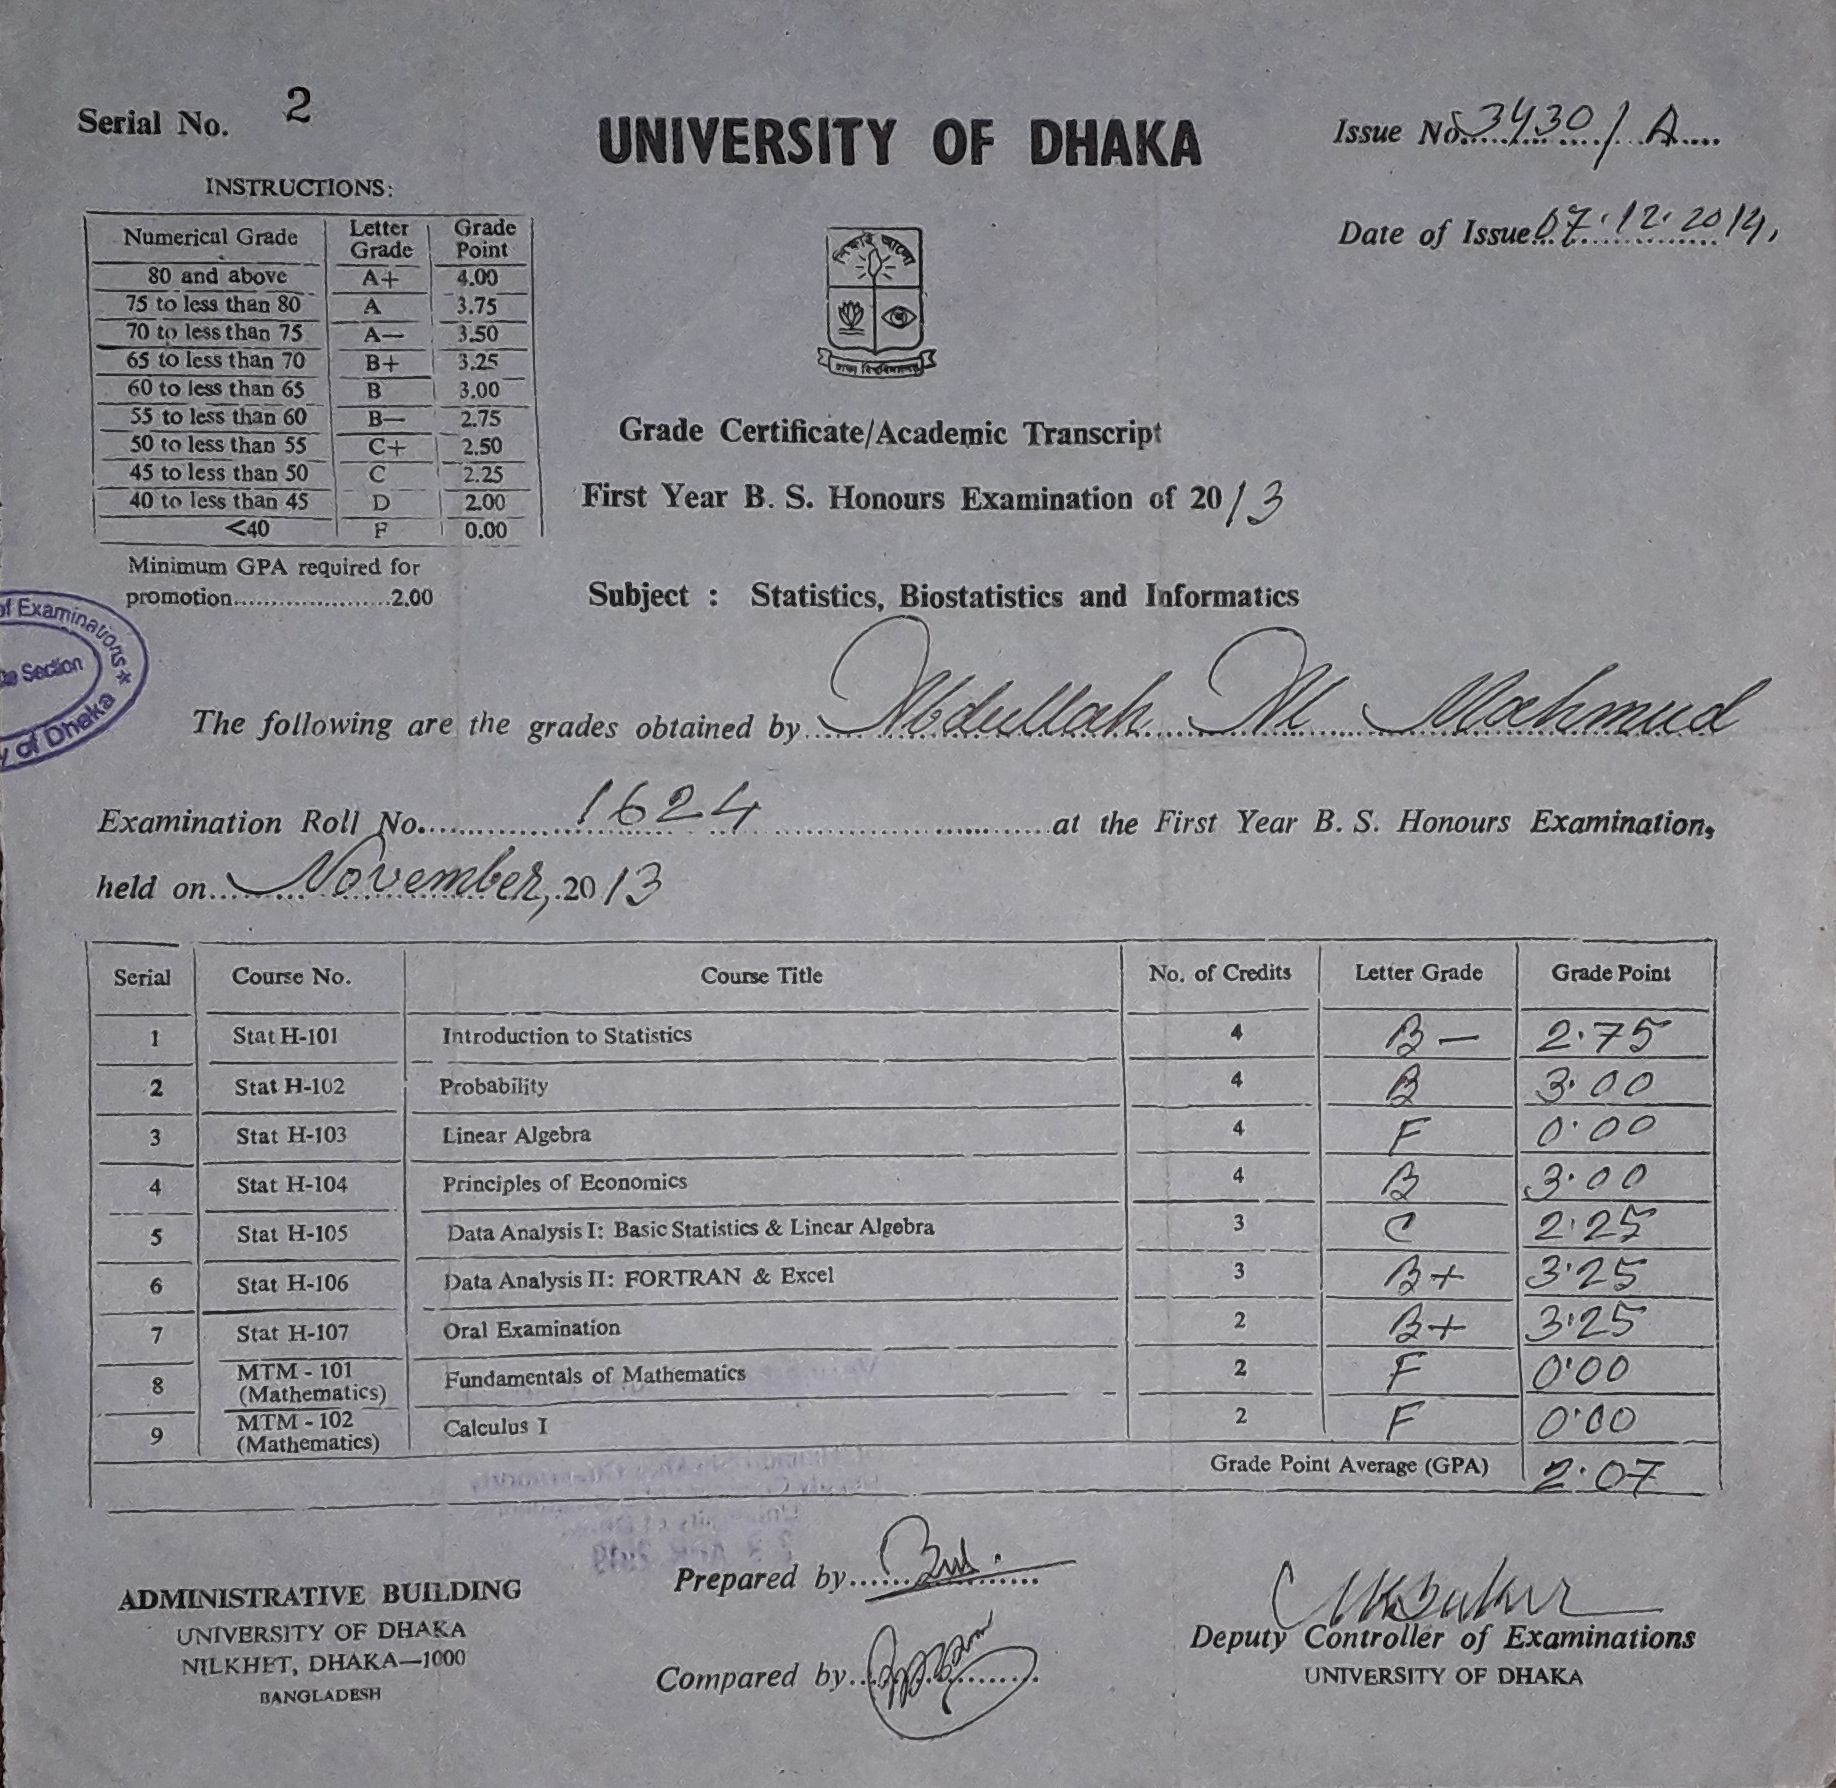 Serial No. 2
UNIVERSITY OF DHAKA
Issue No. 3430/A
Date of Issue 07.12.2014,
INSTRUCTIONS:
Numerical Grade Letter Grade Grade Point
80 and above A+ 4.00
75 to less than 80 A 3.75
70 to less than 75 A— 3.50
65 to less than 70 B+ 3.25
60 to less than 65 B 3.00
55 to less than 60 B— 2.75
50 to less than 55 C+ 2.50
45 to less than 50 C 2.25
40 to less than 45 D 2.00
<40 F 0.00
Minimum GPA required for
promotion....................2.00
শিক্ষাই আলো
ঢাকা বিশ্ববিদ্যালয়
Grade Certificate/Academic Transcript
First Year B. S. Honours Examination of 2013
Subject : Statistics, Biostatistics and Informatics
of Examinations
Section
of Dhaka
The following are the grades obtained by Abdullah Al Mahmud
Examination Roll No. 1624 at the First Year B. S. Honours Examination,
held on November, 2013
Serial Course No. Course Title No. of Credits Letter Grade Grade Point
1 Stat H-101 Introduction to Statistics 4 B- 2.75
2 Stat H-102 Probability 4 B 3.00
3 Stat H-103 Linear Algebra 4 F 0.00
4 Stat H-104 Principles of Economics 4 B 3.00
5 Stat H-105 Data Analysis I: Basic Statistics & Linear Algebra 3 C 2.25
6 Stat H-106 Data Analysis II: FORTRAN & Excel 3 B+ 3.25
7 Stat H-107 Oral Examination 2 B+ 3.25
8 MTM - 101 (Mathematics) Fundamentals of Mathematics 2 F 0.00
9 MTM - 102 (Mathematics) Calculus I 2 F 0.00
Grade Point Average (GPA) 2.07
ADMINISTRATIVE BUILDING
UNIVERSITY OF DHAKA
NILKHET, DHAKA—1000
BANGLADESH
Prepared by
Compared by
Deputy Controller of Examinations
UNIVERSITY OF DHAKA